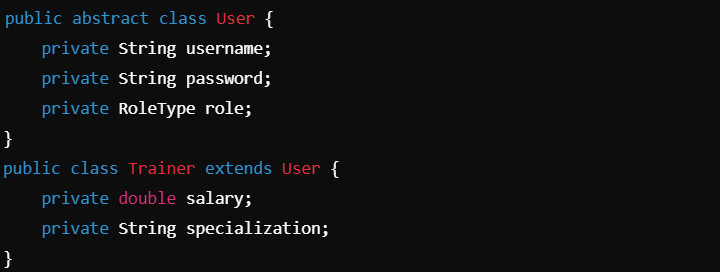 public abstract class User {
    private String username;
    private String password;
    private RoleType role;
}
public class Trainer extends User {
    private double salary;
    private String specialization;
}